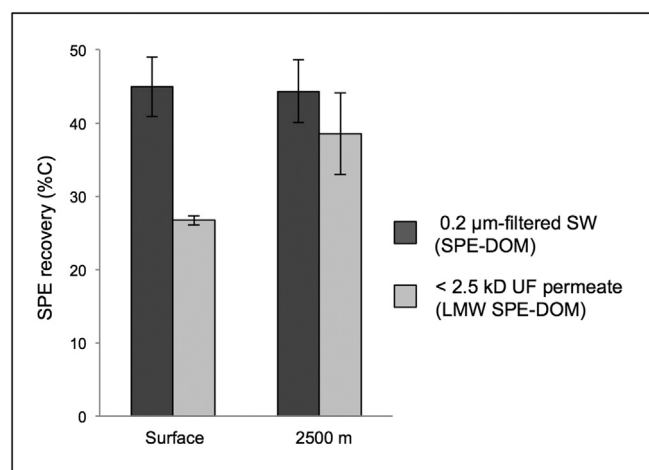 50
40
30
20
10
0
SPE recovery (%C)
Surface
2500 m
0.2 µm-filtered SW
(SPE-DOM)
< 2.5 kD UF permeate
(LMW SPE-DOM)